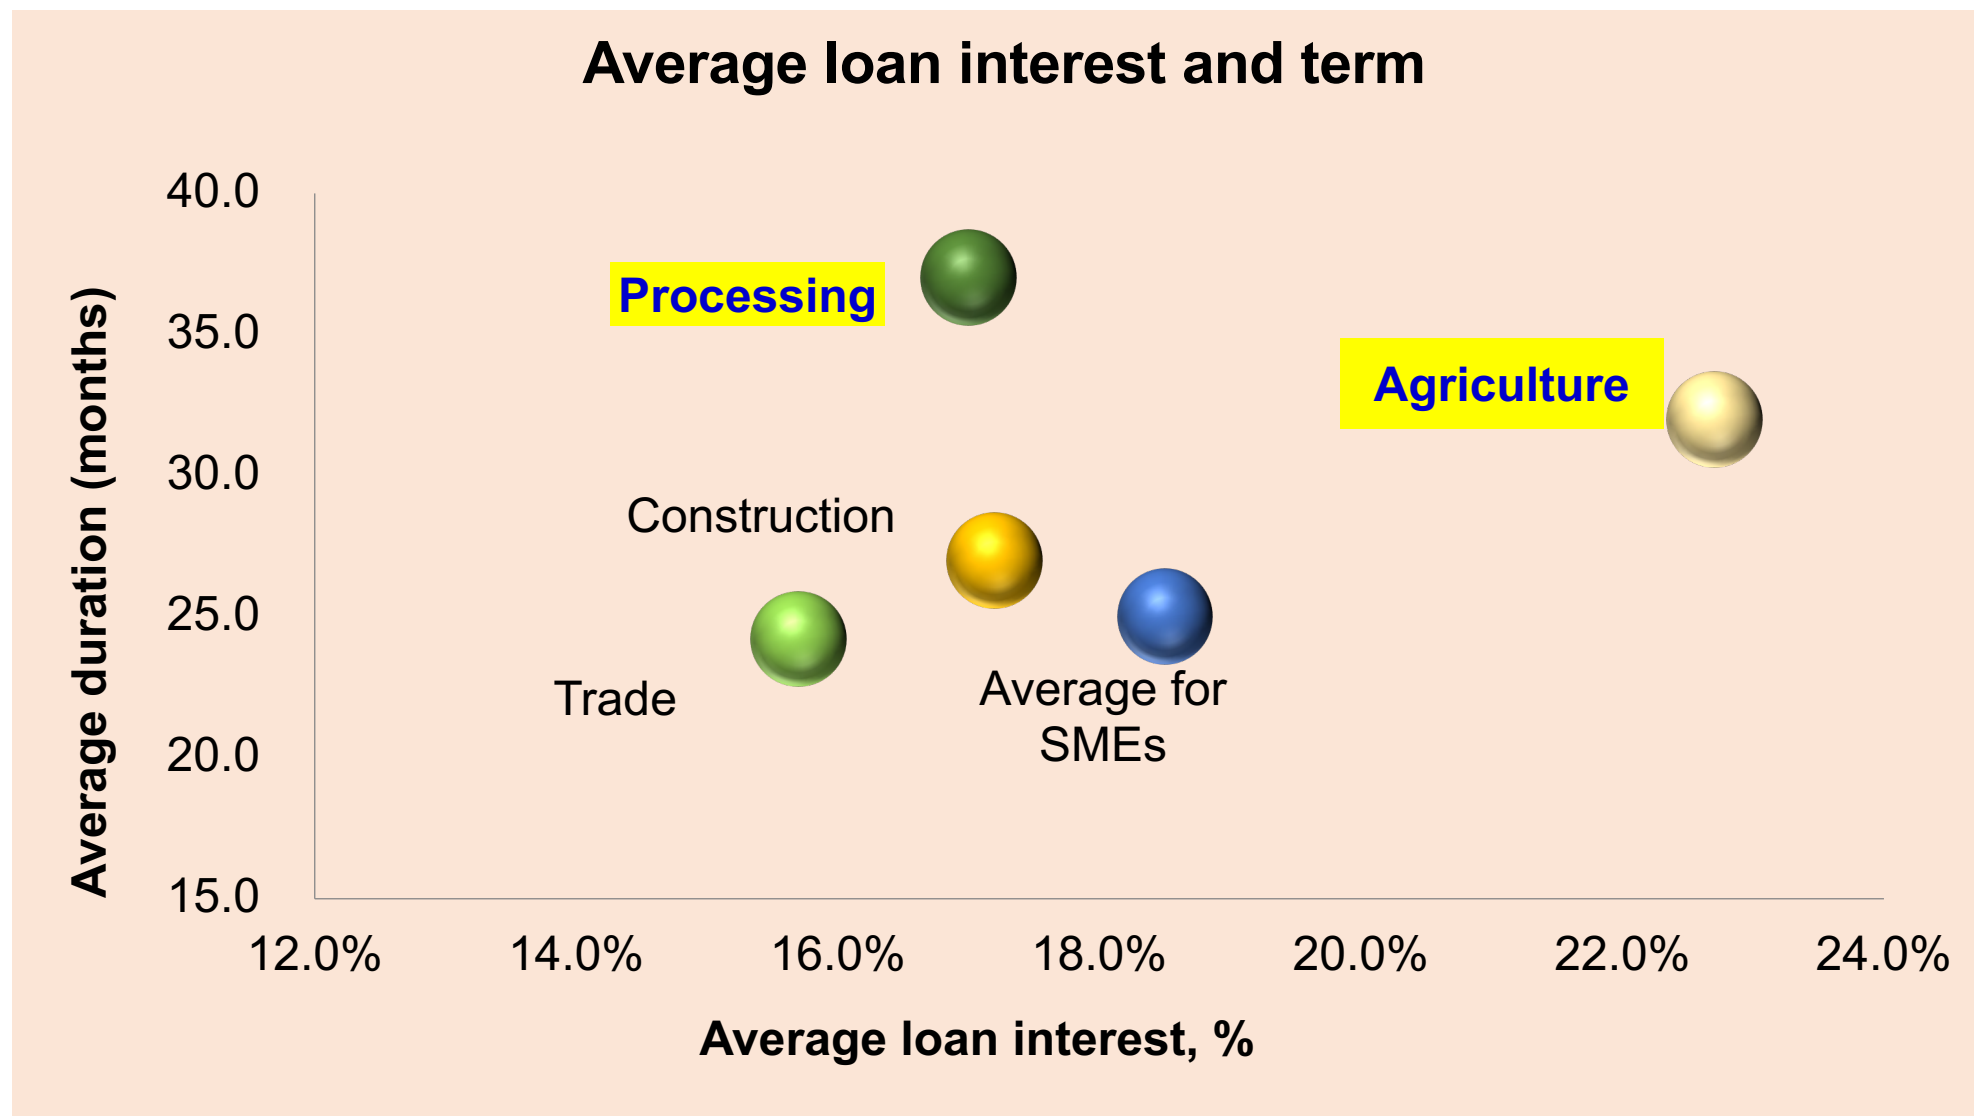 Average loan interest and term
40.0
35.0
30.0
25.0
20.0
15.0
Average duration (months)
Processing
Agriculture
Construction
Trade
Average for
SMEs
12.0% 14.0% 16.0% 18.0% 20.0% 22.0% 24.0%
Average loan interest, %